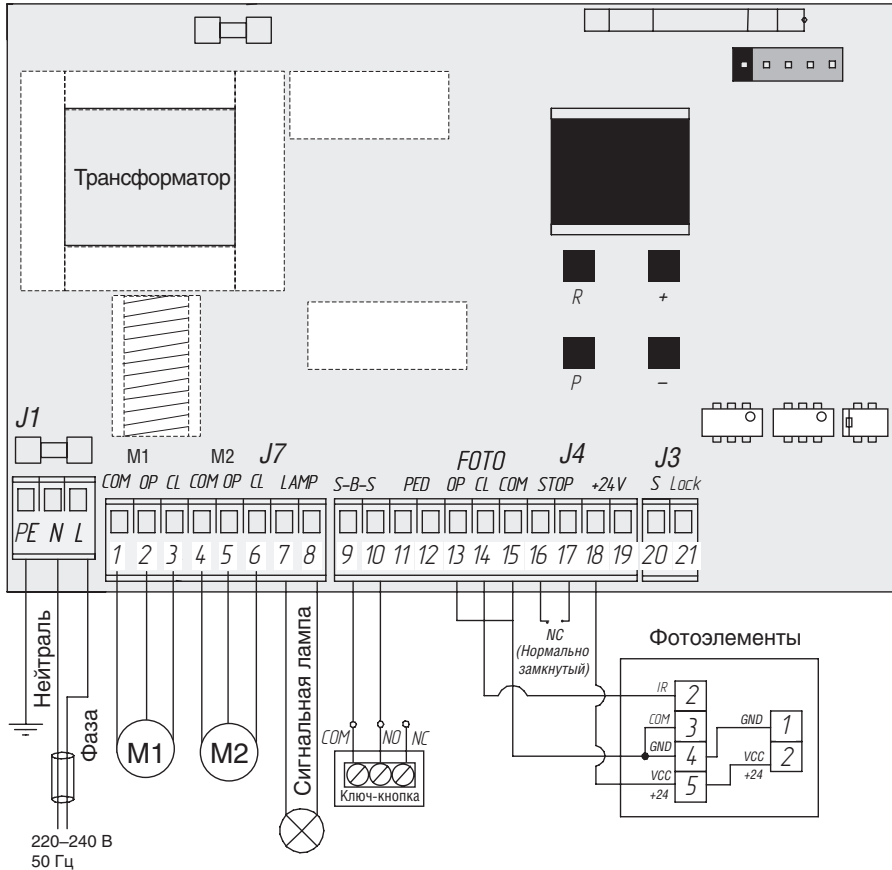 Трансформатор
R +
P –
J1
M1 M2 J7 FOTO J4 J3
COM OP CL COM OP CL LAMP S-B-S PED OP CL COM STOP +24V S Lock
PE N L
1 2 3 4 5 6 7 8 9 10 11 12 13 14 15 16 17 18 19 20 21
Нейтраль
Фаза
220–240 В
50 Гц
M1
M2
Сигнальная лампа
COM NO NC
Ключ-кнопка
NC
(Нормально
замкнутый)
Фотоэлементы
IR 2
COM 3
GND 4
VCC 5
+24
GND 1
VCC 2
+24